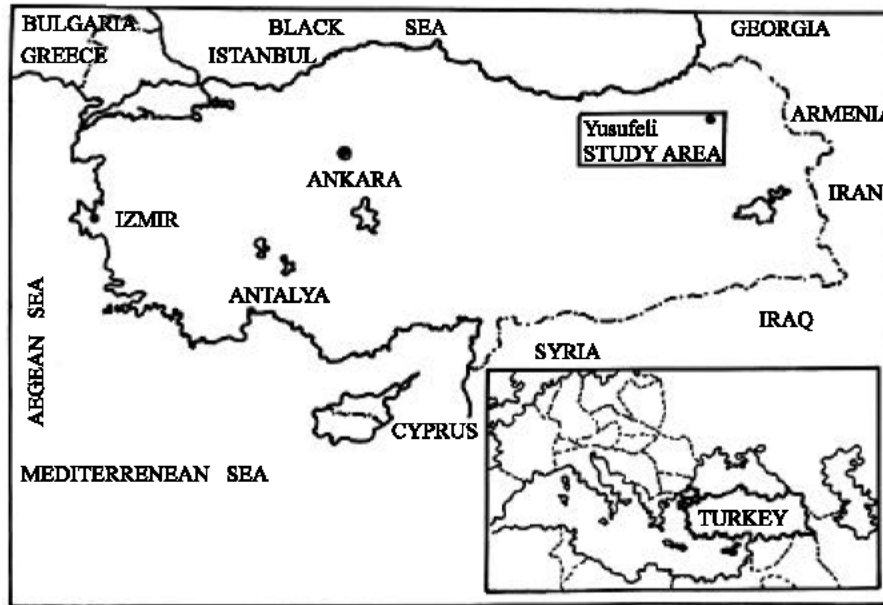 BULGARIA
BLACK SEA
GEORGIA
GREECE
ISTANBUL
ARMENIA
Yusufeli
STUDY AREA
ANKARA
IRAN
IZMIR
ANTALYA
AEGEAN SEA
IRAQ
SYRIA
CYPRUS
MEDITERRENEAN SEA
TURKEY